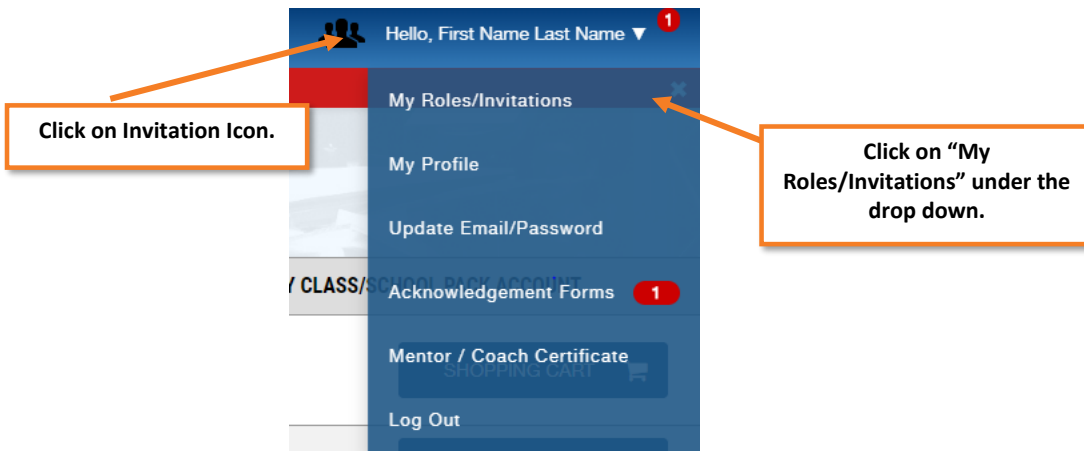 Hello, First Name Last Name ▼ 1
My Roles/Invitations
Click on Invitation Icon.
Click on “My
Roles/Invitations” under the
drop down.
My Profile
Update Email/Password
Y CLASS/SCHOOL PACK ACCOUNT
Acknowledgement Forms 1
Mentor / Coach Certificate
SHOPPING CART
Log Out